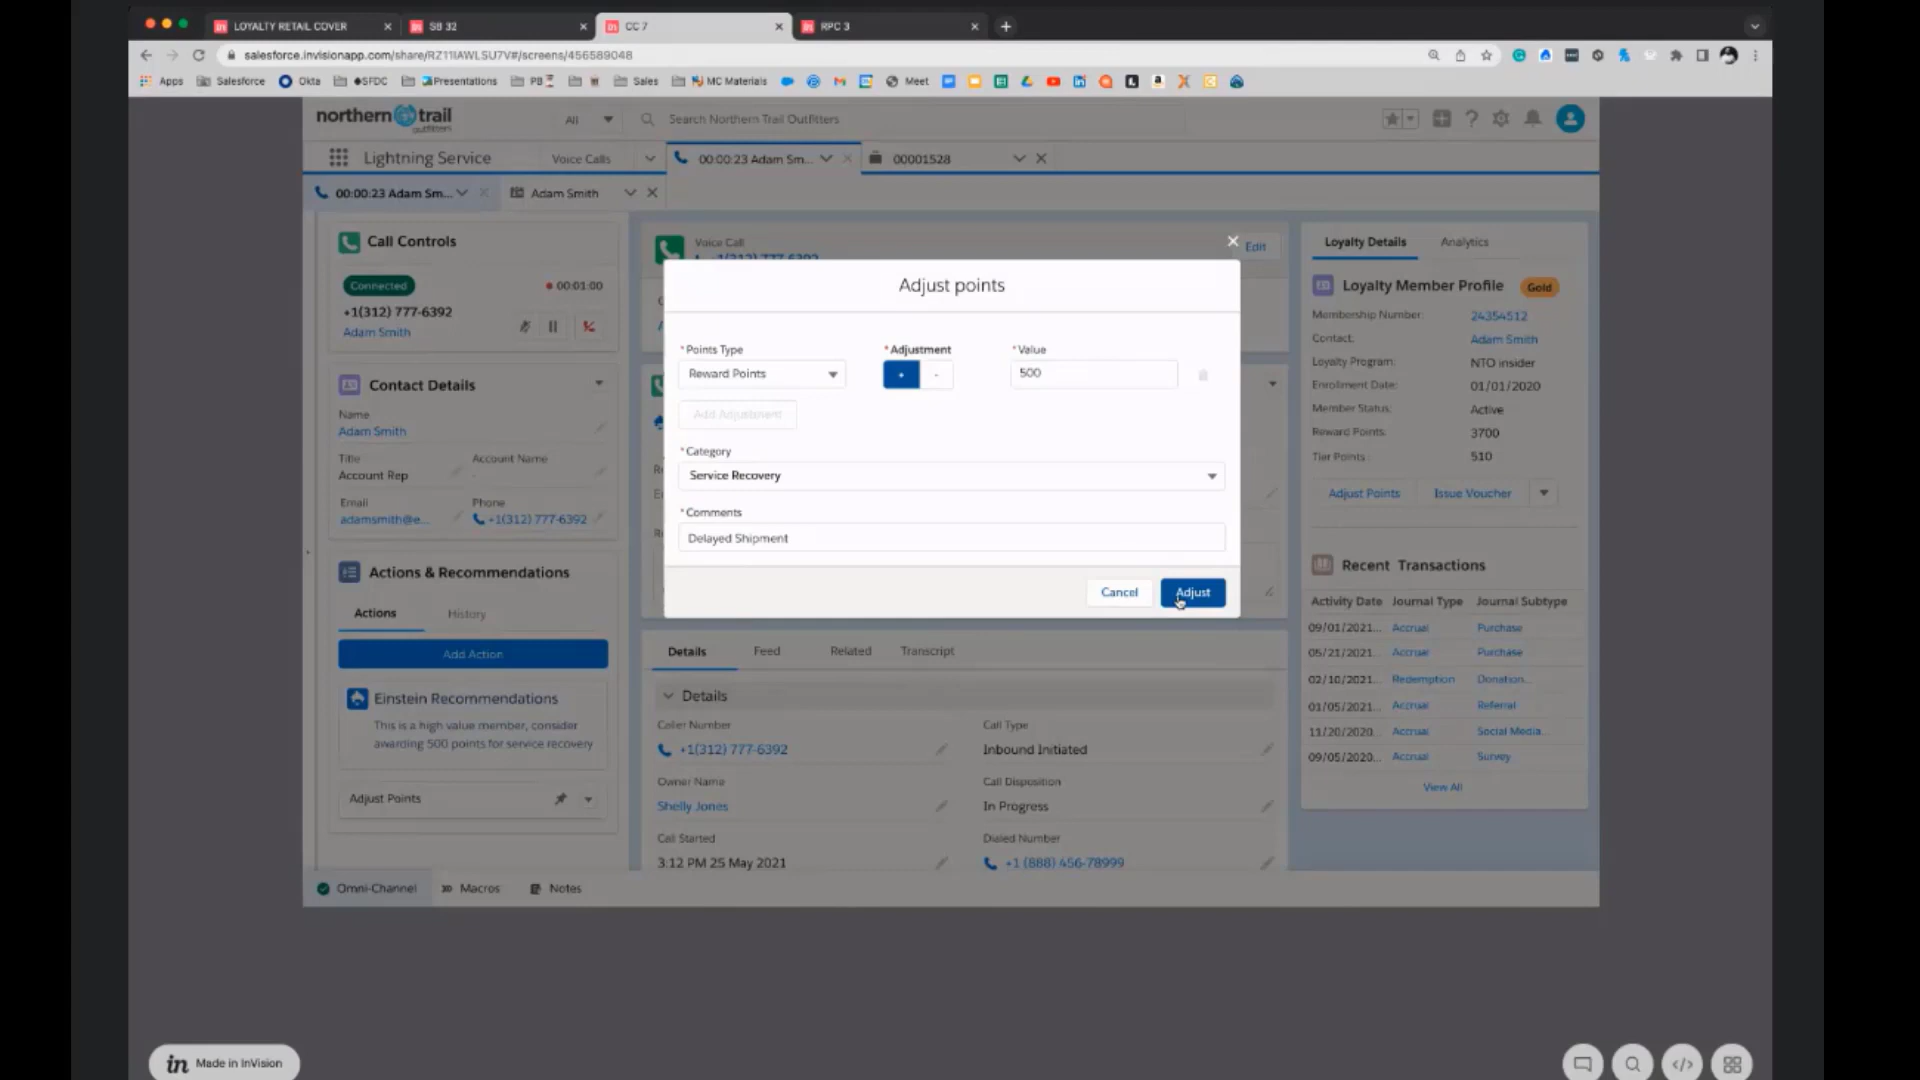 LOYALTY RETAIL COVER
SB 32
CC 7
RPC 3
salesforce.invisionapp.com/share/RZ11IAWLSU7V#/screens/456589048
Apps
Salesforce
Okta
SFDC
Presentations
PB
Sales
MC Materials
Meet
northern trail
outfitters
All
Search Northern Trail Outfitters
Lightning Service
Voice Calls
00:00:23 Adam Sm...
00001528
00:00:23 Adam Sm...
Adam Smith
Call Controls
Connected
00:01:00
+1(312) 777-6392
Adam Smith
Contact Details
Name
Adam Smith
Title
Account Name
Account Rep
-
Email
Phone
adamsmith@e...
+1(312) 777-6392
Actions & Recommendations
Actions
History
Add Action
Einstein Recommendations
This is a high value member, consider
awarding 500 points for service recovery
Adjust Points
Voice Call
+1(312) 777-6392
Edit
Adjust points
*Points Type
*Adjustment
*Value
Reward Points
+
-
500
Add Adjustment
*Category
Service Recovery
*Comments
Delayed Shipment
Cancel
Adjust
Details
Feed
Related
Transcript
Details
Caller Number
Call Type
+1(312) 777-6392
Inbound Initiated
Owner Name
Call Disposition
Shelly Jones
In Progress
Call Started
Dialed Number
3:12 PM 25 May 2021
+1 (888) 456-78999
Loyalty Details
Analytics
Loyalty Member Profile
Gold
Membership Number:
24354512
Contact:
Adam Smith
Loyalty Program:
NTO insider
Enrollment Date:
01/01/2020
Member Status:
Active
Reward Points:
3700
Tier Points :
510
Adjust Points
Issue Voucher
Recent Transactions
Activity Date Journal Type Journal Subtype
09/01/2021... Accrual Purchase
05/21/2021... Accrual Purchase
02/10/2021... Redemption Donation...
01/05/2021... Accrual Referral
11/20/2020... Accrual Social Media...
09/05/2020... Accrual Survey
View All
Omni-Channel
Macros
Notes
in Made in InVision